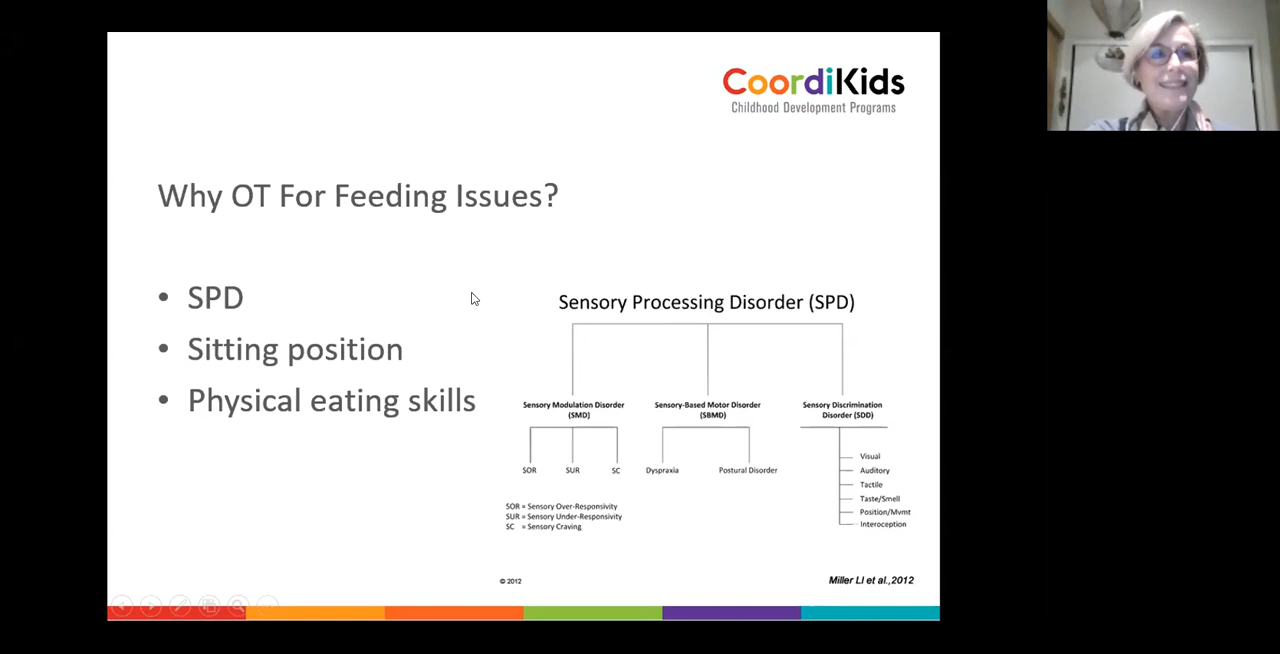 CoordiKids
Childhood Development Programs
Why OT For Feeding Issues?
• SPD
• Sitting position
• Physical eating skills
Sensory Processing Disorder (SPD)
Sensory Modulation Disorder
(SMD)
Sensory-Based Motor Disorder
(SBMD)
Sensory Discrimination
Disorder (SDD)
SOR
SUR
SC
Dyspraxia
Postural Disorder
Visual
Auditory
Tactile
Taste/Smell
Position/Mvmt
Interoception
SOR = Sensory Over-Responsivity
SUR = Sensory Under-Responsivity
SC = Sensory Craving
© 2012
Miller LI et al.,2012